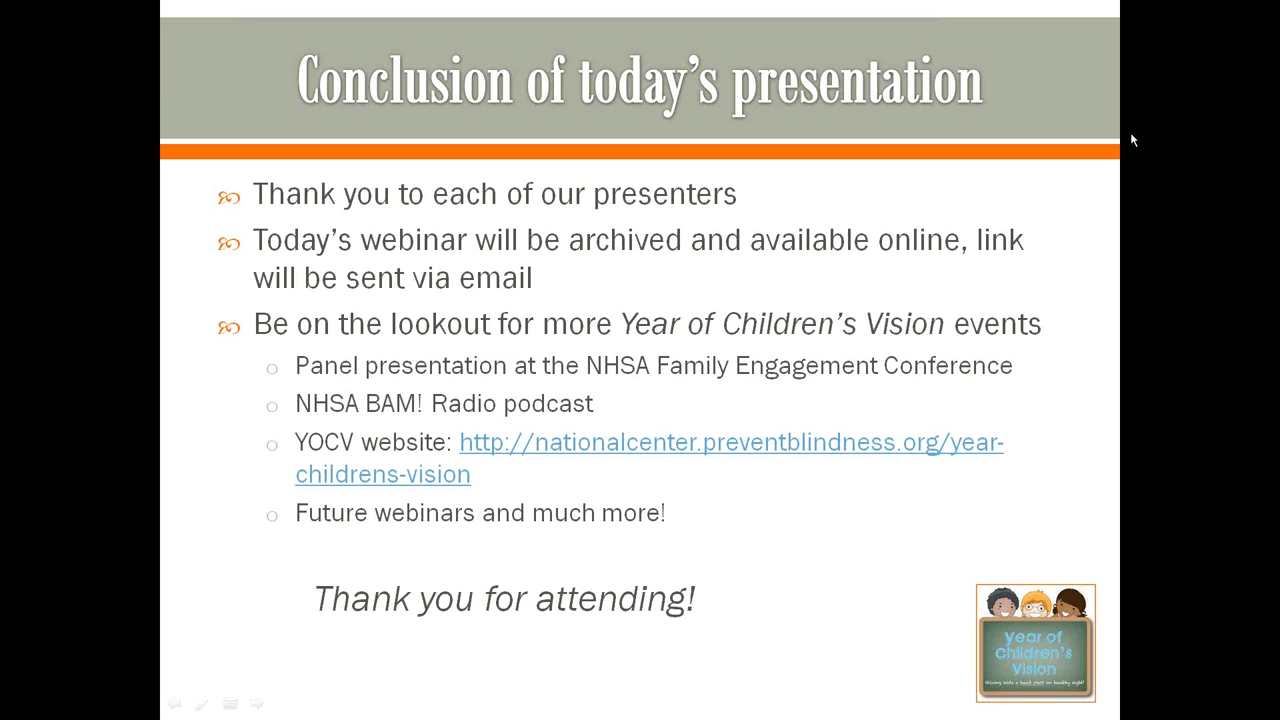 Conclusion of today's presentation
Thank you to each of our presenters
Today's webinar will be archived and available online, link
will be sent via email
Be on the lookout for more Year of Children's Vision events
Panel presentation at the NHSA Family Engagement Conference
NHSA BAM! Radio podcast
YOCV website: http://nationalcenter.preventblindness.org/year-
childrens-vision
Future webinars and much more!
Thank you for attending!
Year of
Children's
Vision